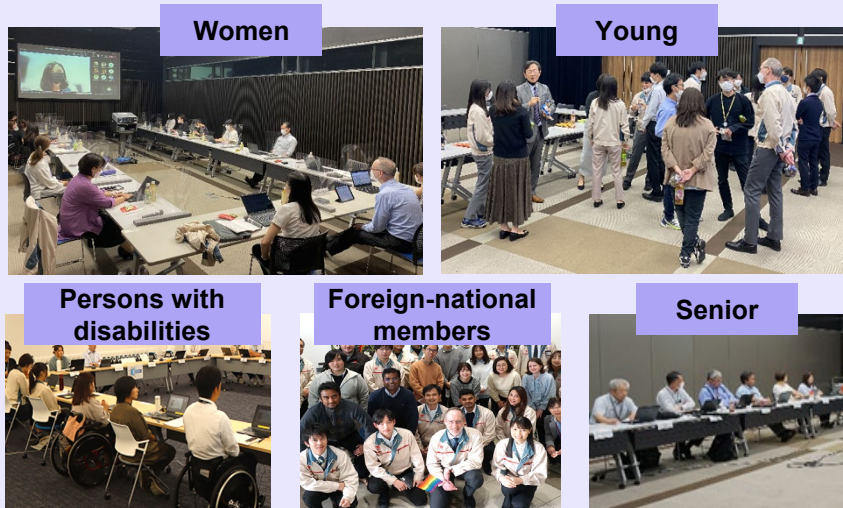 Women
Young
Persons with
disabilities
Foreign-national
members
Senior